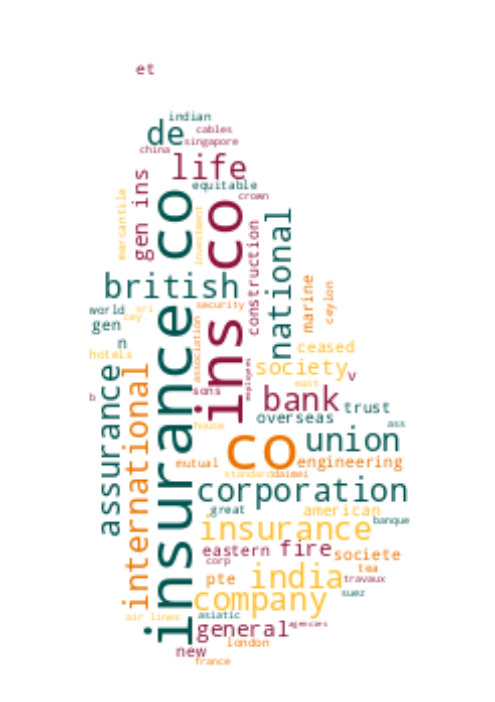 et
indian
de
cables
singapore
china
life
equitable
crown
mercantile
gen ins
insurance co
investment
ins co
construction
national
british
marine
ceylon
security
world
sri
cey
gen
n
association
ceased
hotels
society
v
employees
east
assurance
international
b
sons
bank
trust
overseas
house
ass
co
union
mutual
engineering
standard
daimei
corporation
great
american
banque
insurance
eastern
fire
societe
corp
tea
pte
india
travaux
suez
company
air lines
asiatic
general
agencies
london
new
france